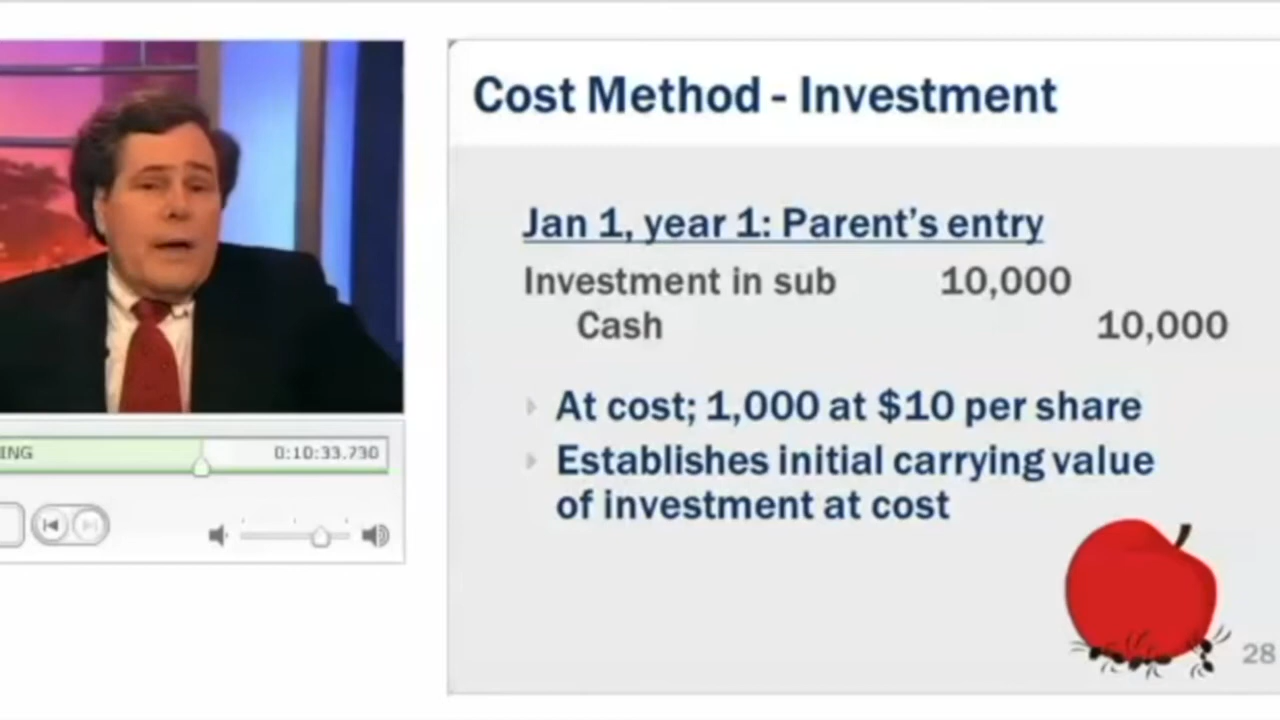 Cost Method - Investment
Jan 1, year 1: Parent's entry
Investment in sub 10,000
Cash 10,000
At cost; 1,000 at $10 per share
Establishes initial carrying value
of investment at cost
ING 0:10:33.730
28